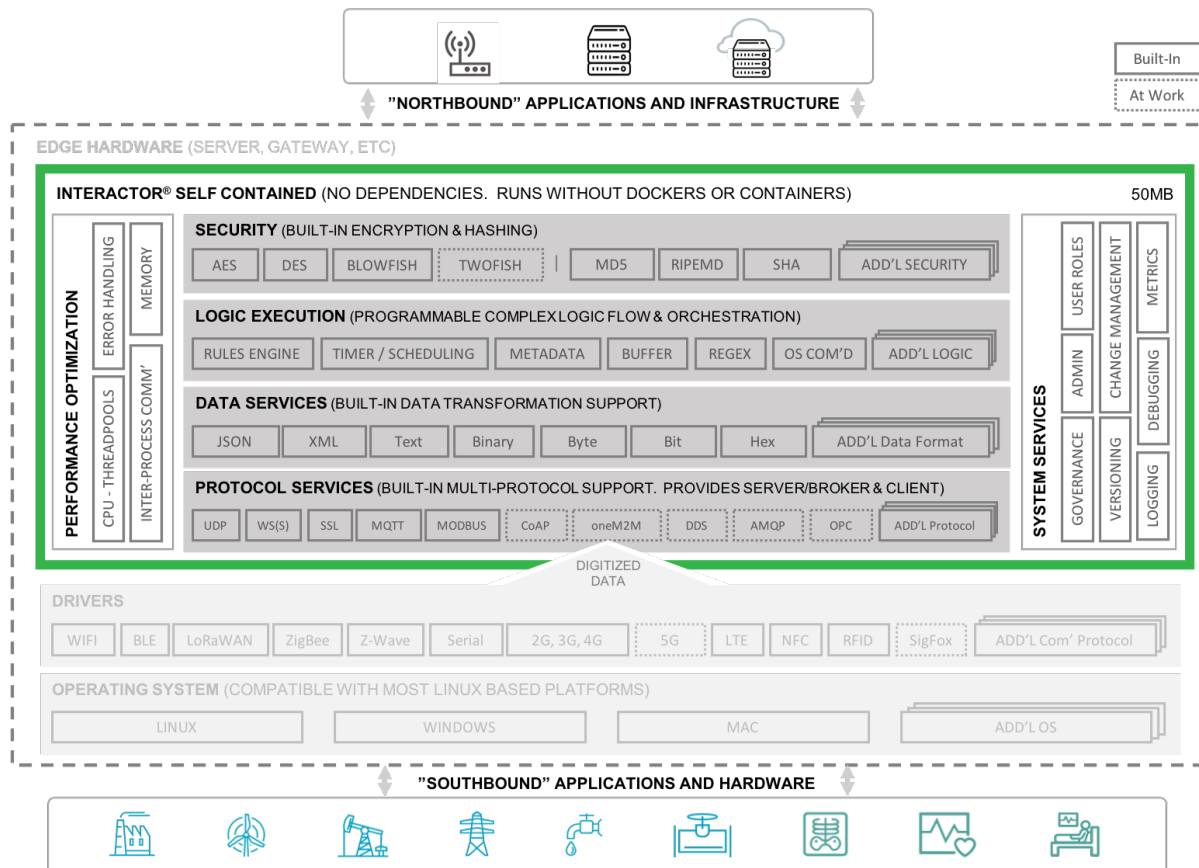 Built-In
At Work
”NORTHBOUND” APPLICATIONS AND INFRASTRUCTURE
EDGE HARDWARE (SERVER, GATEWAY, ETC)
INTERACTOR® SELF CONTAINED (NO DEPENDENCIES. RUNS WITHOUT DOCKERS OR CONTAINERS)
50MB
PERFORMANCE OPTIMIZATION
ERROR HANDLING
MEMORY
CPU - THREADPOOLS
INTER-PROCESS COMM’
SECURITY (BUILT-IN ENCRYPTION & HASHING)
AES
DES
BLOWFISH
TWOFISH
|
MD5
RIPEMD
SHA
ADD’L SECURITY
LOGIC EXECUTION (PROGRAMMABLE COMPLEX LOGIC FLOW & ORCHESTRATION)
RULES ENGINE
TIMER / SCHEDULING
METADATA
BUFFER
REGEX
OS COM’D
ADD’L LOGIC
DATA SERVICES (BUILT-IN DATA TRANSFORMATION SUPPORT)
JSON
XML
Text
Binary
Byte
Bit
Hex
ADD’L Data Format
PROTOCOL SERVICES (BUILT-IN MULTI-PROTOCOL SUPPORT. PROVIDES SERVER/BROKER & CLIENT)
UDP
WS(S)
SSL
MQTT
MODBUS
CoAP
oneM2M
DDS
AMQP
OPC
ADD’L Protocol
SYSTEM SERVICES
USER ROLES
ADMIN
GOVERNANCE
CHANGE MANAGEMENT
VERSIONING
METRICS
DEBUGGING
LOGGING
DIGITIZED
DATA
DRIVERS
WIFI
BLE
LoRaWAN
ZigBee
Z-Wave
Serial
2G, 3G, 4G
5G
LTE
NFC
RFID
SigFox
ADD’L Com’ Protocol
OPERATING SYSTEM (COMPATIBLE WITH MOST LINUX BASED PLATFORMS)
LINUX
WINDOWS
MAC
ADD’L OS
”SOUTHBOUND” APPLICATIONS AND HARDWARE